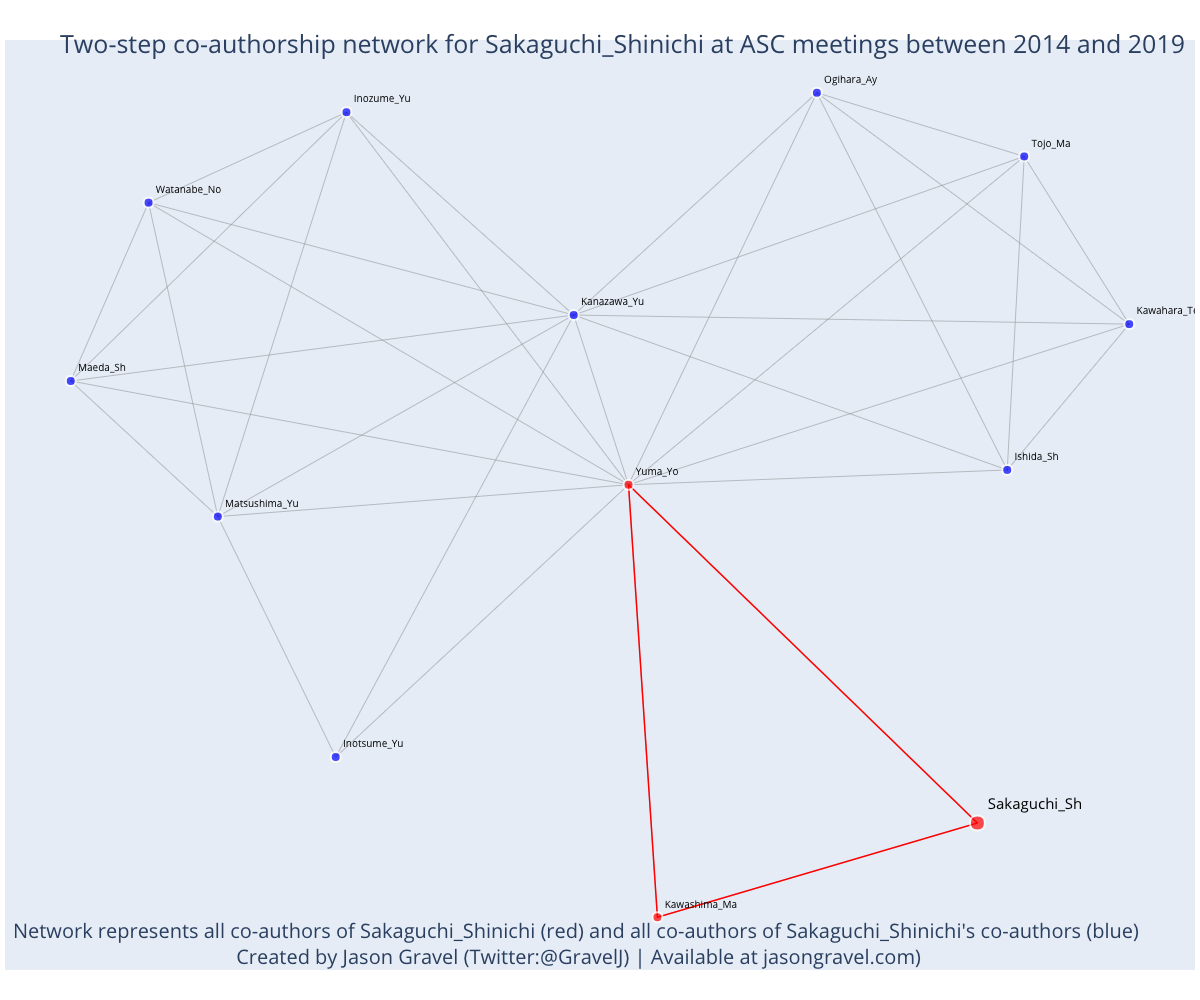 Two-step co-authorship network for Sakaguchi_Shinichi at ASC meetings between 2014 and 2019
Ogihara_Ay
Inozume_Yu
Tojo_Ma
Watanabe_No
Kanazawa_Yu
Kawahara_Te
Maeda_Sh
Ishida_Sh
Yuma_Yo
Matsushima_Yu
Inotsume_Yu
Sakaguchi_Sh
Kawashima_Ma
Network represents all co-authors of Sakaguchi_Shinichi (red) and all co-authors of Sakaguchi_Shinichi's co-authors (blue)
Created by Jason Gravel (Twitter:@GravelJ) | Available at jasongravel.com)